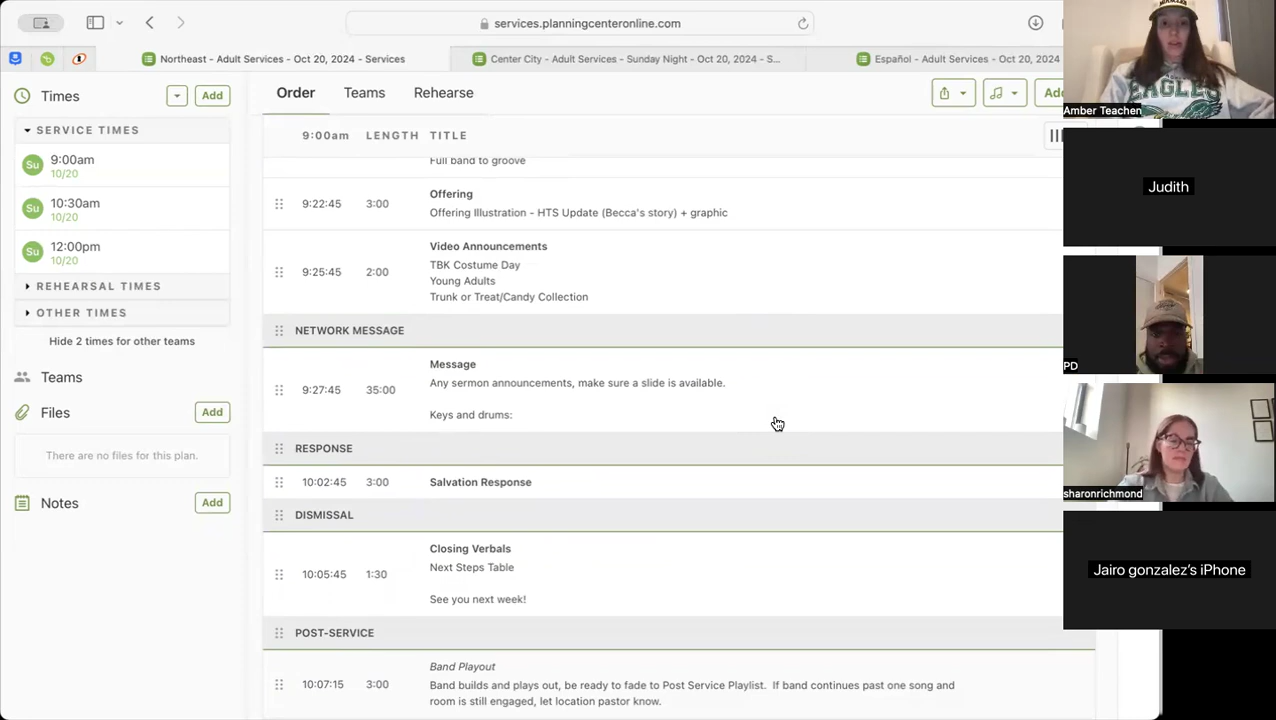 services.planningcenteronline.com
Northeast - Adult Services - Oct 20, 2024 - Services
Center City - Adult Services - Sunday Night - Oct 20, 2024 - S...
Español - Adult Services - Oct 20, 2024
Times
Add
SERVICE TIMES
Su
9:00am
10/20
Su
10:30am
10/20
Su
12:00pm
10/20
REHEARSAL TIMES
OTHER TIMES
Hide 2 times for other teams
Teams
Files
Add
There are no files for this plan.
Notes
Add
Order
Teams
Rehearse
9:00am LENGTH TITLE
Full band to groove
9:22:45 3:00 Offering
Offering Illustration - HTS Update (Becca's story) + graphic
Video Announcements
9:25:45 2:00 TBK Costume Day
Young Adults
Trunk or Treat/Candy Collection
NETWORK MESSAGE
Message
9:27:45 35:00 Any sermon announcements, make sure a slide is available.
Keys and drums:
RESPONSE
10:02:45 3:00 Salvation Response
DISMISSAL
Closing Verbals
10:05:45 1:30 Next Steps Table
See you next week!
POST-SERVICE
Band Playout
10:07:15 3:00 Band builds and plays out, be ready to fade to Post Service Playlist. If band continues past one song and
room is still engaged, let location pastor know.
EAGLES
Amber Teachen
Judith
PD
sharonrichmond
Jairo gonzalez's iPhone